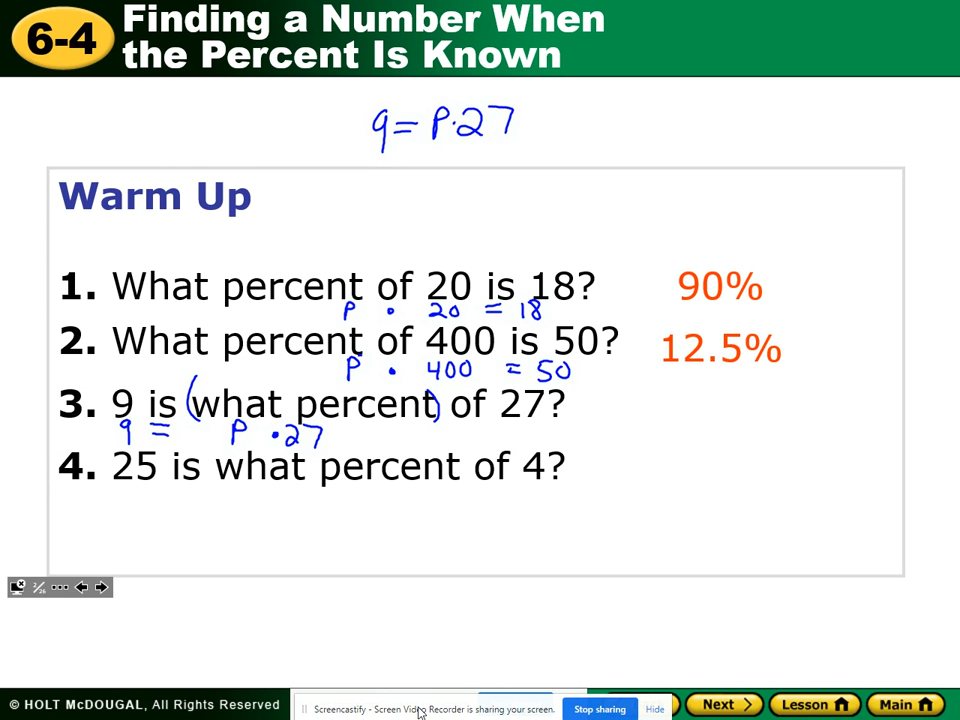 6-4
Finding a Number When
the Percent Is Known
9 = P·27
Warm Up
1. What percent of 20 is 18? 90%
P · 20 = 18
2. What percent of 400 is 50? 12.5%
P · 400 = 50
3. 9 is (what percent) of 27?
9 = P · 27
4. 25 is what percent of 4?
© HOLT McDOUGAL, All Rights Reserved
Screencastify - Screen Video Recorder is sharing your screen. Stop sharing Hide
Next Lesson Main